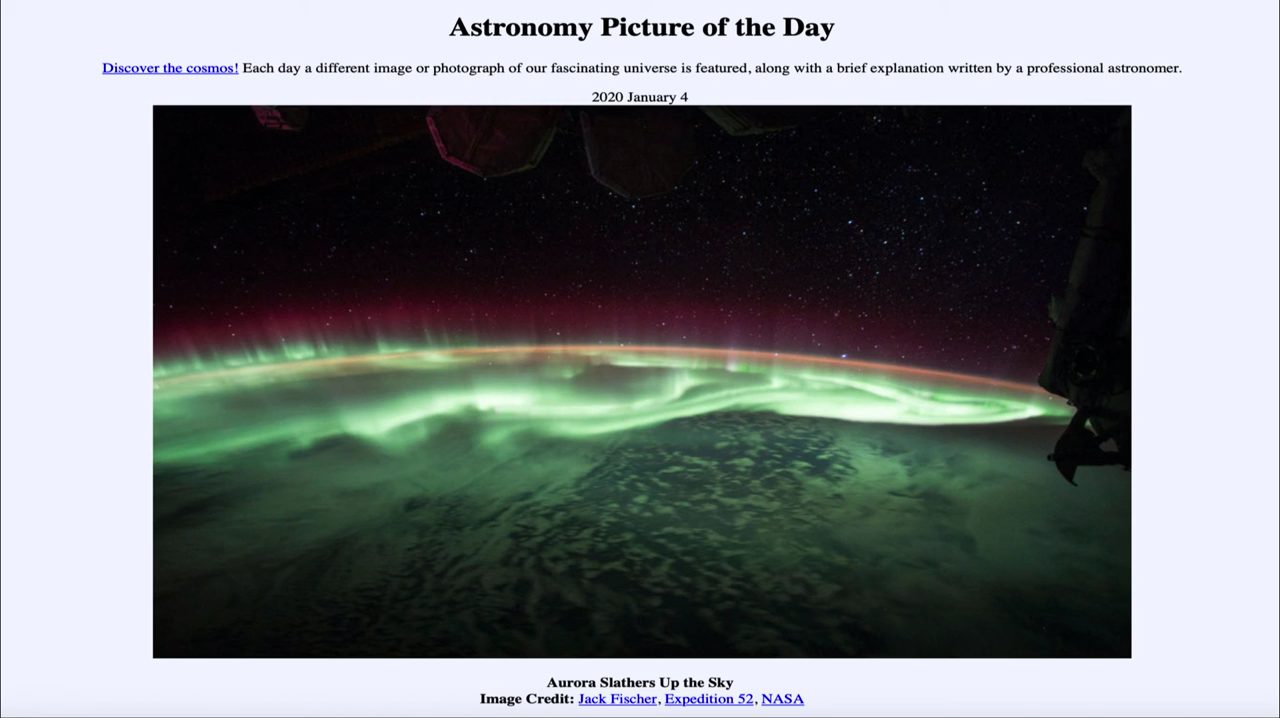 Astronomy Picture of the Day
Discover the cosmos! Each day a different image or photograph of our fascinating universe is featured, along with a brief explanation written by a professional astronomer.
2020 January 4
Aurora Slathers Up the Sky
Image Credit: Jack Fischer, Expedition 52, NASA